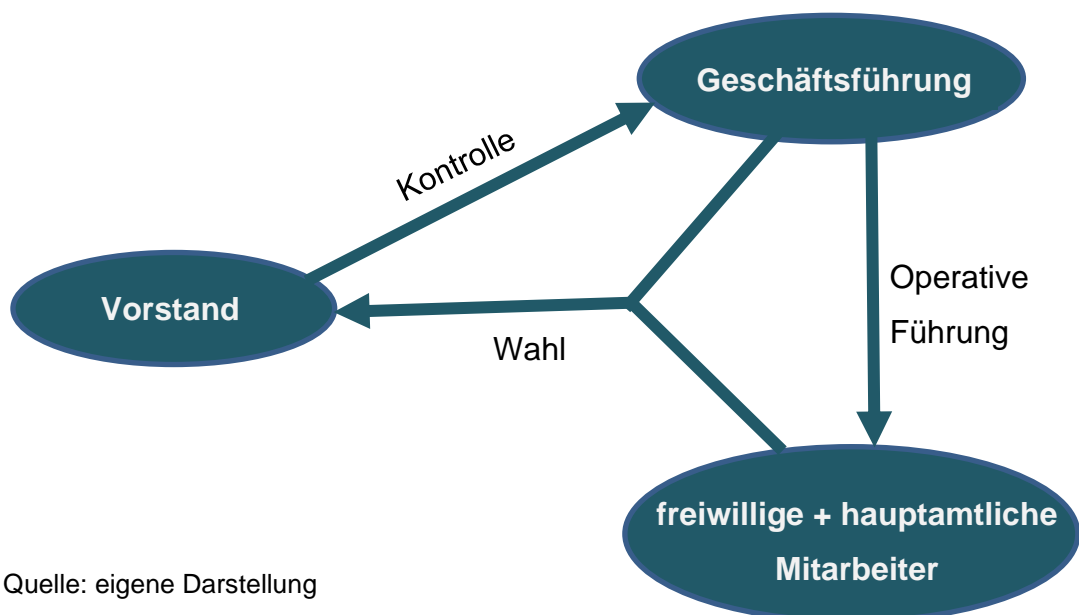 Geschäftsführung
Kontrolle
Vorstand
Operative
Führung
Wahl
freiwillige + hauptamtliche
Mitarbeiter
Quelle: eigene Darstellung